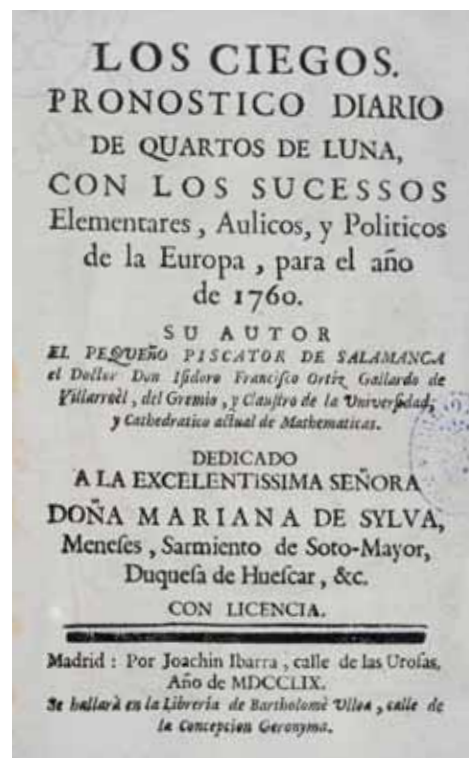 LOS CIEGOS.
PRONOSTICO DIARIO
DE QUARTOS DE LUNA,
CON LOS SUCESSOS
Elementares, Aulicos, y Politicos
de la Europa, para el año
de 1760.
SU AUTOR
EL PEQUEÑO PISCATOR DE SALAMANCA
el Doctor Don Isidoro Francisco Ortiz Gallardo de
Villarroèl, del Gremio, y Claustro de la Universidad,
y Cathedratico actual de Mathematicas.
DEDICADO
A LA EXCELENTISSIMA SEÑORA
DOÑA MARIANA DE SYLVA,
Meneses, Sarmiento de Soto-Mayor,
Duquesa de Huescar, &c.
CON LICENCIA.
Madrid: Por Joachin Ibarra, calle de las Urosas,
Año de MDCCLIX.
Se hallarà en la Libreria de Bartholomè Ulloa, calle de
la Concepcion Geronyma.